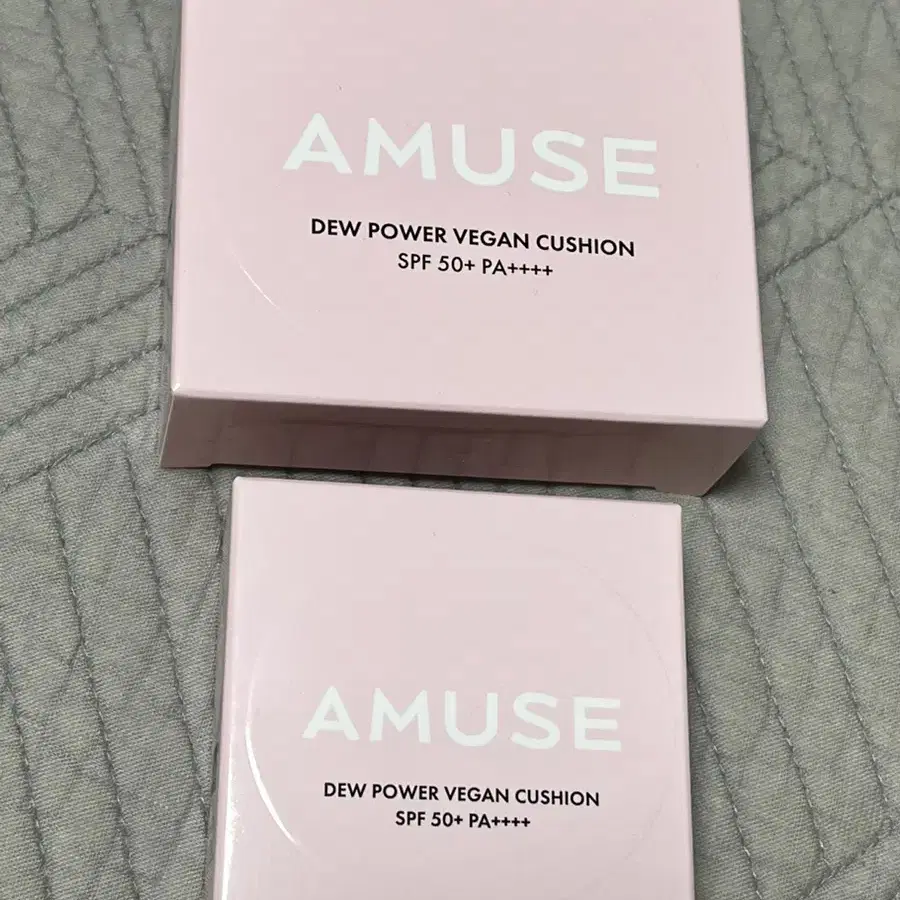 AMUSE
DEW POWER VEGAN CUSHION
SPF 50+ PA++++
AMUSE
DEW POWER VEGAN CUSHION
SPF 50+ PA++++